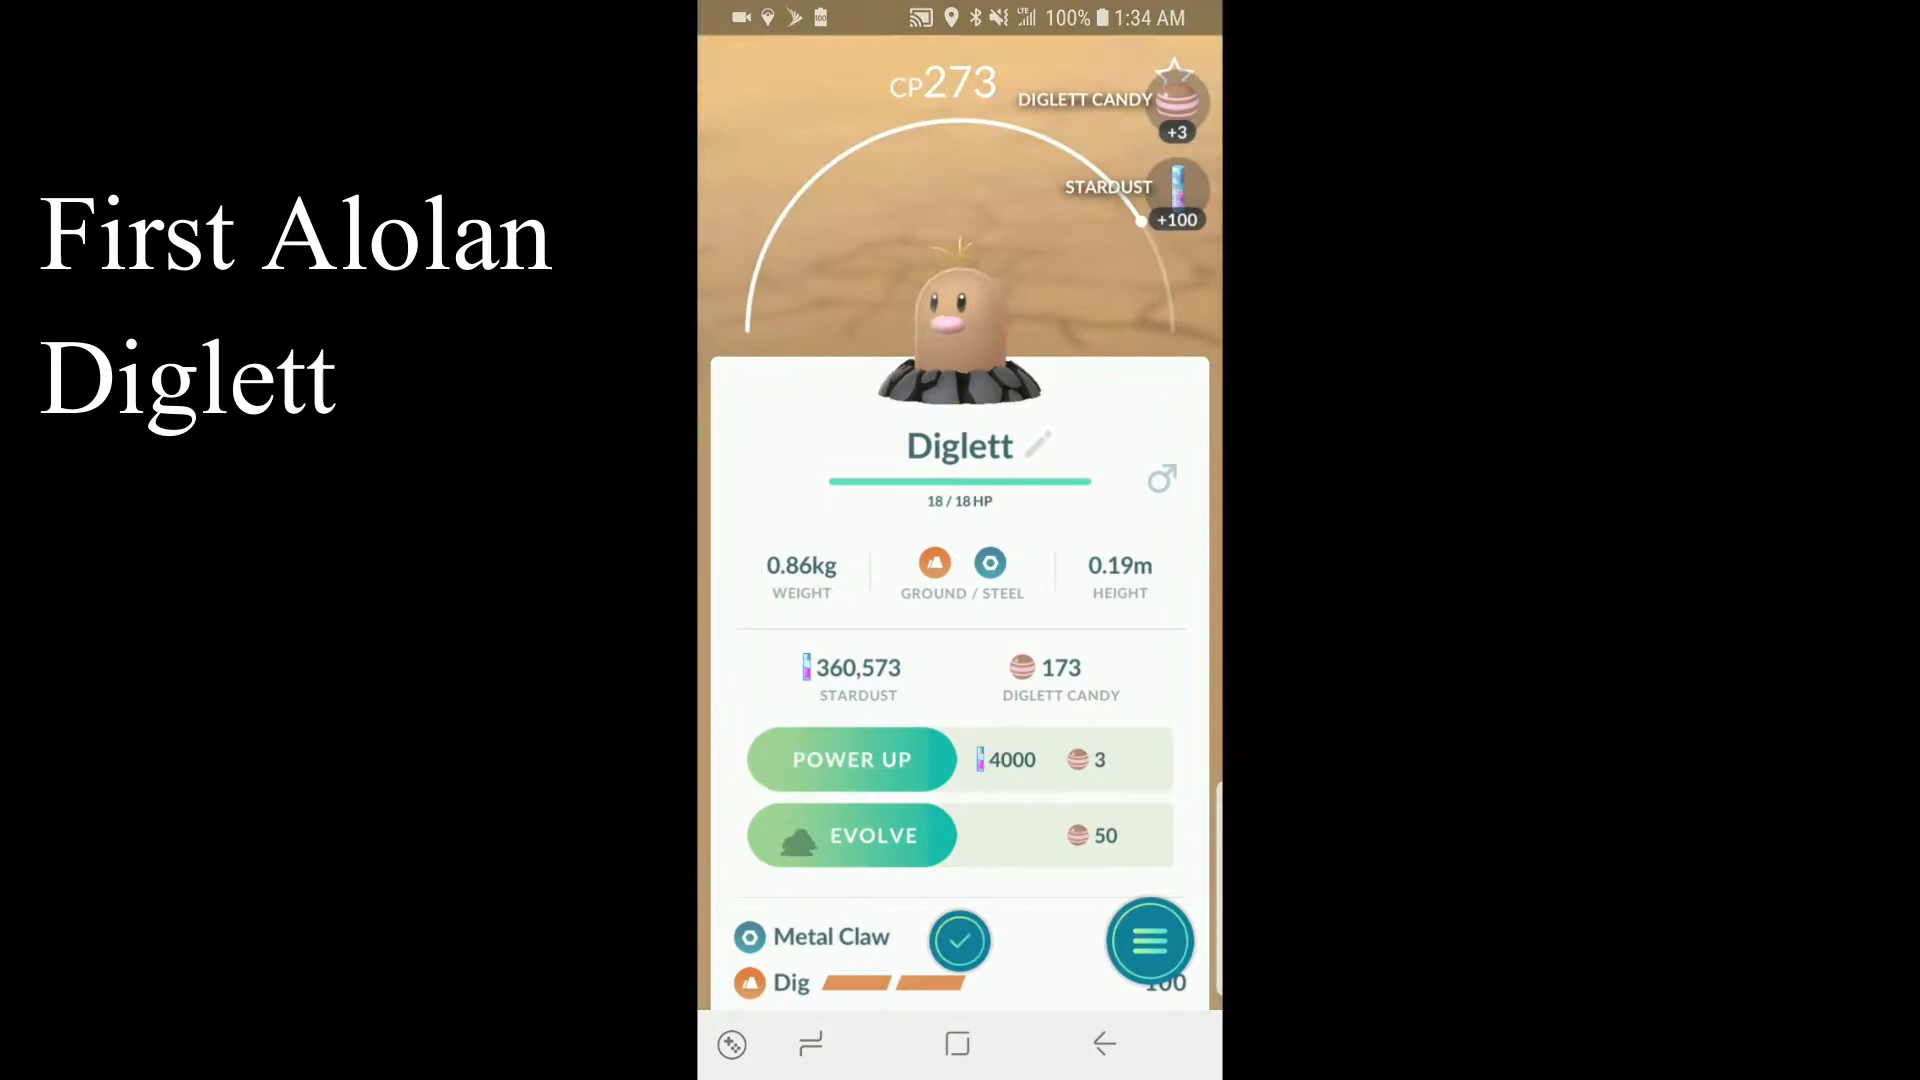 First Alolan
Diglett
100% 1:34 AM
CP273
DIGLETT CANDY
+3
STARDUST
+100
Diglett
18 / 18 HP
0.86kg
WEIGHT
GROUND / STEEL
0.19m
HEIGHT
360,573
STARDUST
173
DIGLETT CANDY
POWER UP 4000 3
EVOLVE 50
Metal Claw
Dig 100